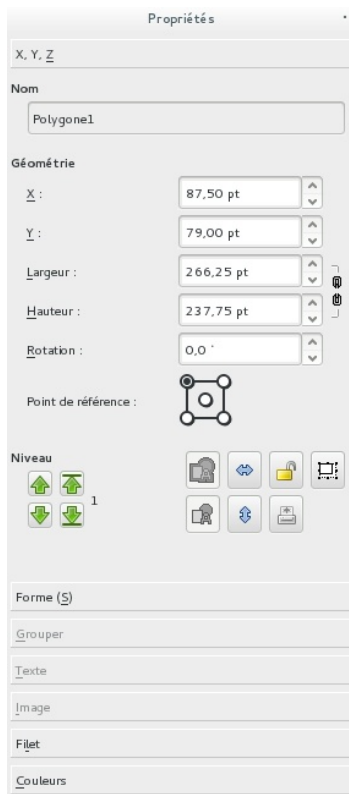 Propriétés
X, Y, Z
Nom
Polygone1
Géométrie
X : 87,50 pt
Y : 79,00 pt
Largeur : 266,25 pt
Hauteur : 237,75 pt
Rotation : 0,0 °
Point de référence :
Niveau
1
Forme (S)
Grouper
Texte
Image
Filet
Couleurs